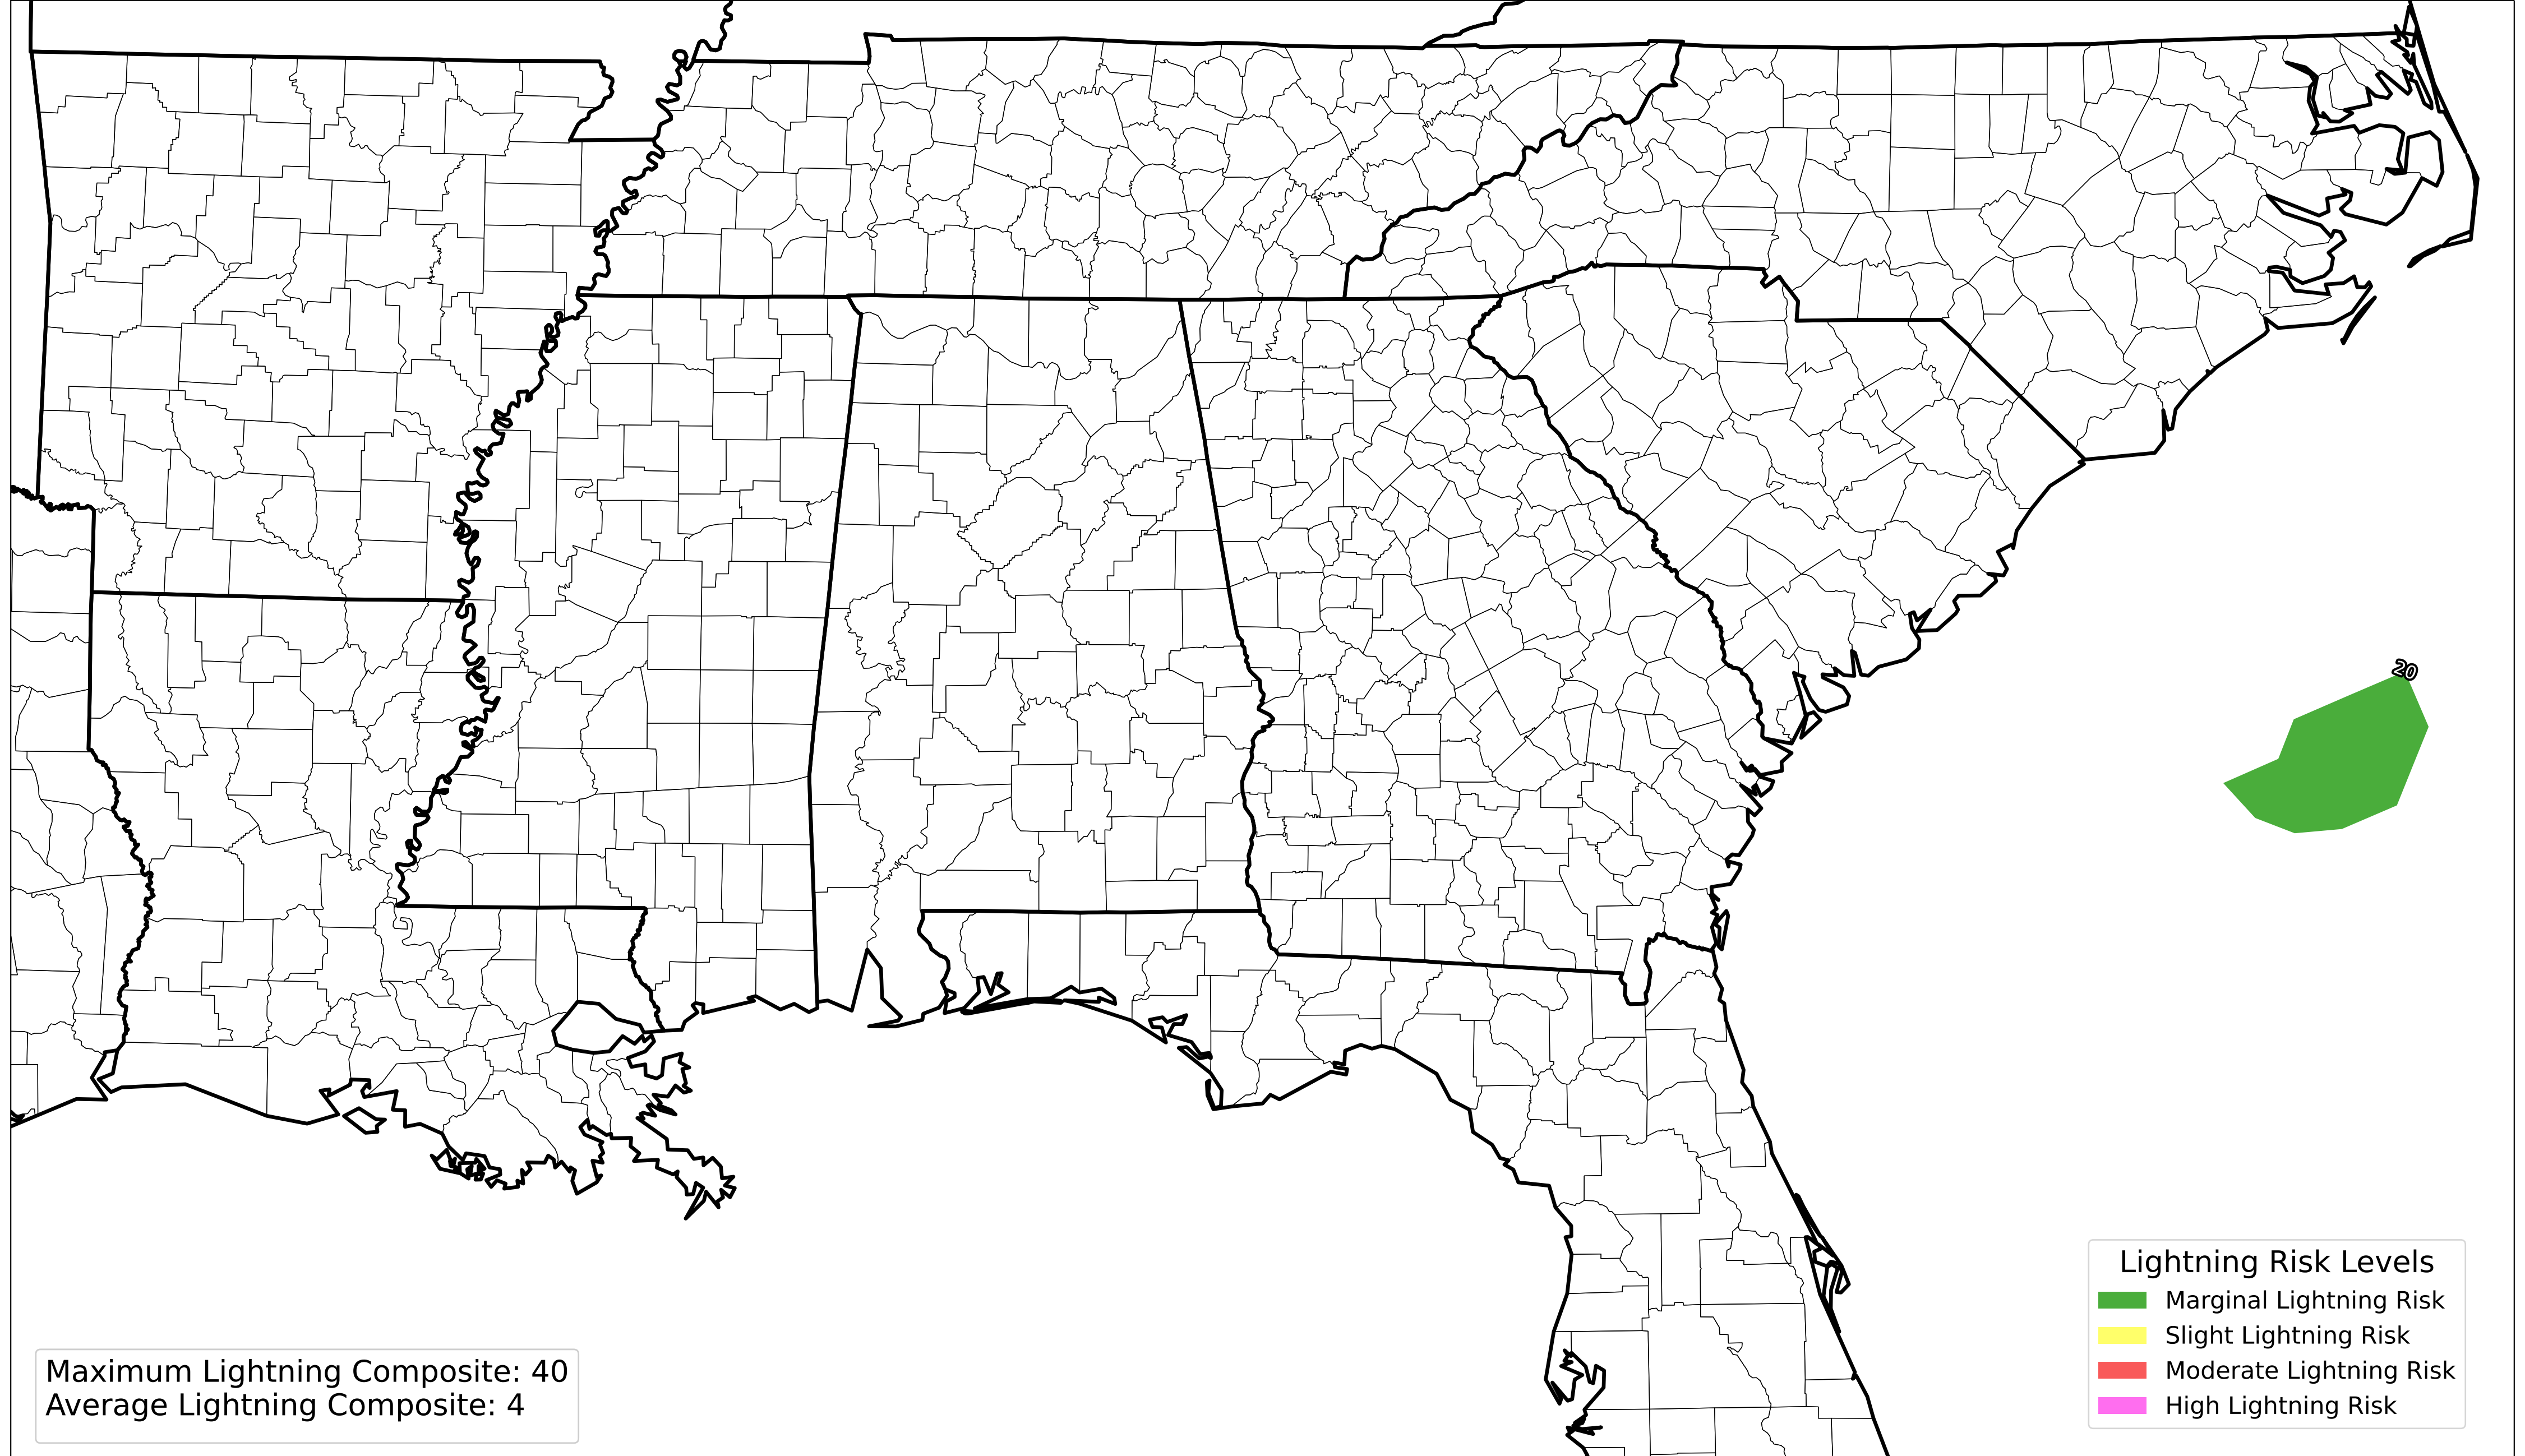 20
Lightning Risk Levels
Marginal Lightning Risk
Slight Lightning Risk
Moderate Lightning Risk
High Lightning Risk
Maximum Lightning Composite: 40
Average Lightning Composite: 4